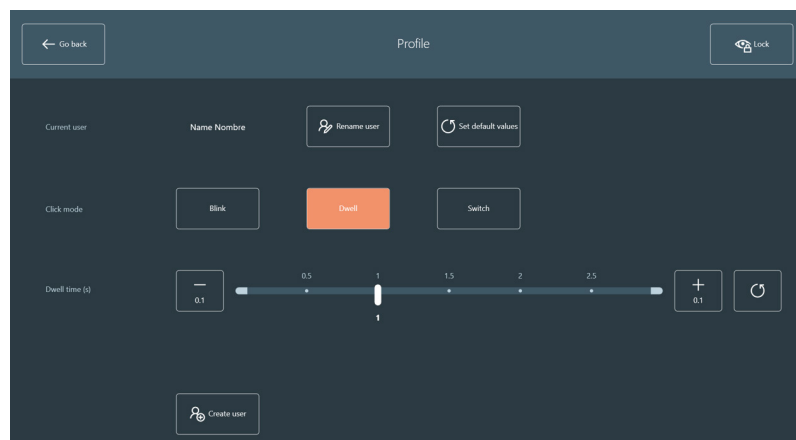 Go back
Profile
Lock
Current user
Name Nombre
Rename user
Set default values
Click mode
Blink
Dwell
Switch
Dwell time (s)
0.1
0.5 1 1.5 2 2.5
1
0.1
Create user